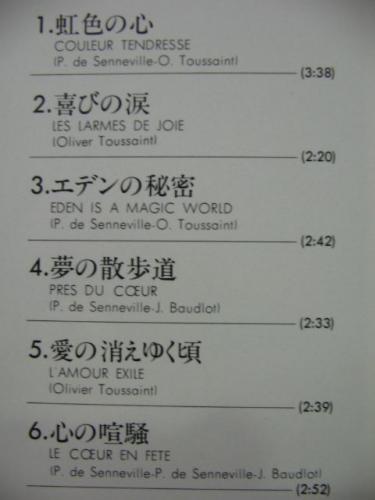 1.虹色の心
COULEUR TENDRESSE
(P. de Senneville-O. Toussaint)
(3:38)
2.喜びの涙
LES LARMES DE JOIE
(Oliver Toussaint)
(2:20)
3.エデンの秘密
EDEN IS A MAGIC WORLD
(P. de Senneville-O. Toussaint)
(2:42)
4.夢の散歩道
PRES DU CŒUR
(P. de Senneville-J. Baudlot)
(2:33)
5.愛の消えゆく頃
L'AMOUR EXILE
(Olivier Toussaint)
(2:39)
6.心の喧騒
LE CŒUR EN FETE
(P. de Senneville-P. de Senneville-J. Baudlot)
(2:52)